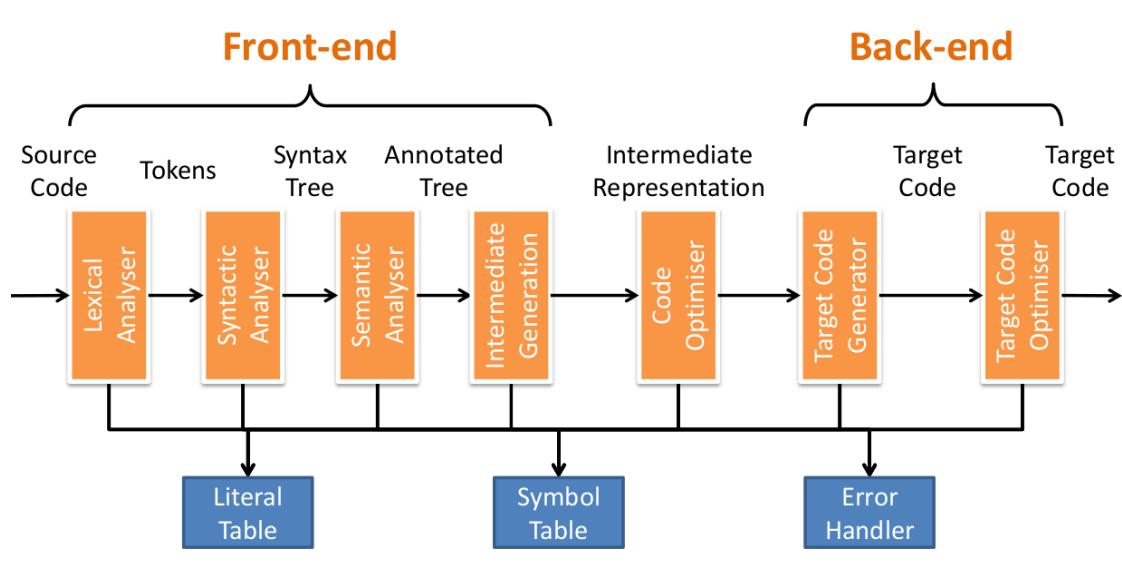 Front-end
Back-end
Source
Code
Tokens
Syntax
Tree
Annotated
Tree
Intermediate
Representation
Target
Code
Target
Code
Lexical
Analyser
Syntactic
Analyser
Semantic
Analyser
Intermediate
Generation
Code
Optimiser
Target Code
Generator
Target Code
Optimiser
Literal
Table
Symbol
Table
Error
Handler